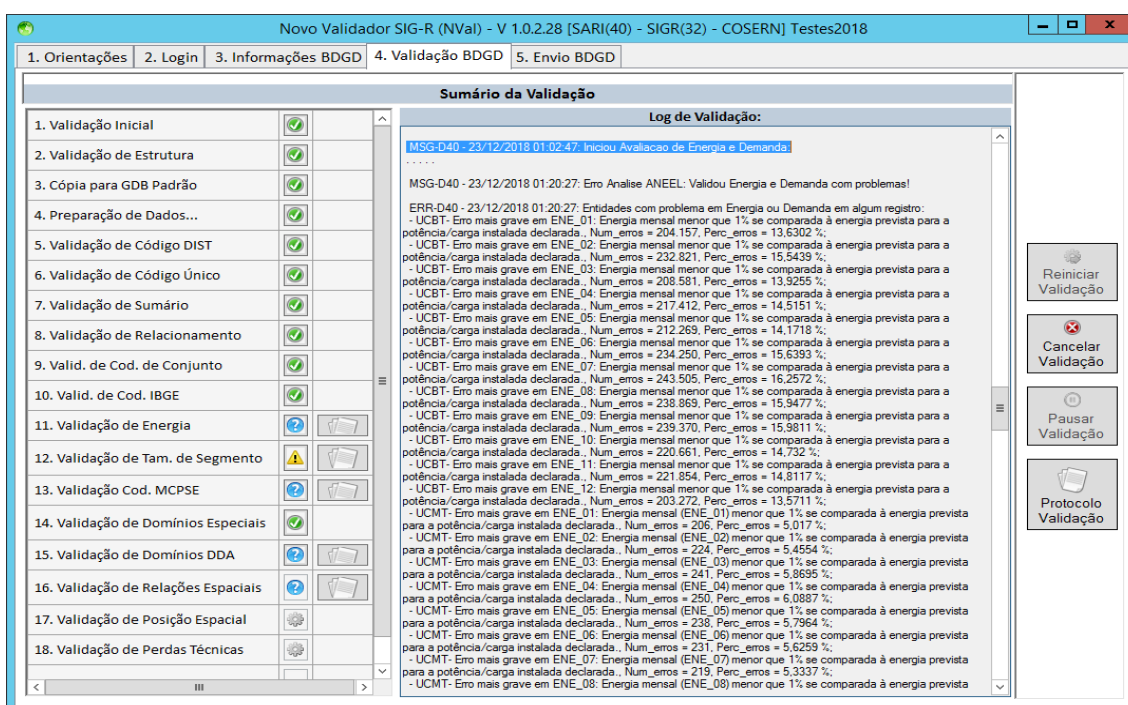 Novo Validador SIG-R (NVal) - V 1.0.2.28 [SARI(40) - SIGR(32) - COSERN] Testes2018
1. Orientações
2. Login
3. Informações BDGD
4. Validação BDGD
5. Envio BDGD
Sumário da Validação
1. Validação Inicial
2. Validação de Estrutura
3. Cópia para GDB Padrão
4. Preparação de Dados...
5. Validação de Código DIST
6. Validação de Código Único
7. Validação de Sumário
8. Validação de Relacionamento
9. Valid. de Cod. de Conjunto
10. Valid. de Cod. IBGE
11. Validação de Energia
12. Validação de Tam. de Segmento
13. Validação Cod. MCPSE
14. Validação de Domínios Especiais
15. Validação de Domínios DDA
16. Validação de Relações Espaciais
17. Validação de Posição Espacial
18. Validação de Perdas Técnicas
Log de Validação:
MSG-D40 - 23/12/2018 01:02:47: Iniciou Avaliacao de Energia e Demanda:
. . . . .
MSG-D40 - 23/12/2018 01:20:27: Erro Analise ANEEL: Validou Energia e Demanda com problemas!
ERR-D40 - 23/12/2018 01:20:27: Entidades com problema em Energia ou Demanda em algum registro:
- UCBT- Erro mais grave em ENE_01: Energia mensal menor que 1% se comparada à energia prevista para a
potência/carga instalada declarada., Num_erros = 204.157, Perc_erros = 13,6302 %;
- UCBT- Erro mais grave em ENE_02: Energia mensal menor que 1% se comparada à energia prevista para a
potência/carga instalada declarada., Num_erros = 232.821, Perc_erros = 15,5439 %;
- UCBT- Erro mais grave em ENE_03: Energia mensal menor que 1% se comparada à energia prevista para a
potência/carga instalada declarada., Num_erros = 208.581, Perc_erros = 13,9255 %;
- UCBT- Erro mais grave em ENE_04: Energia mensal menor que 1% se comparada à energia prevista para a
potência/carga instalada declarada., Num_erros = 217.412, Perc_erros = 14,5151 %;
- UCBT- Erro mais grave em ENE_05: Energia mensal menor que 1% se comparada à energia prevista para a
potência/carga instalada declarada., Num_erros = 212.269, Perc_erros = 14,1718 %;
- UCBT- Erro mais grave em ENE_06: Energia mensal menor que 1% se comparada à energia prevista para a
potência/carga instalada declarada., Num_erros = 234.250, Perc_erros = 15,6393 %;
- UCBT- Erro mais grave em ENE_07: Energia mensal menor que 1% se comparada à energia prevista para a
potência/carga instalada declarada., Num_erros = 243.505, Perc_erros = 16,2572 %;
- UCBT- Erro mais grave em ENE_08: Energia mensal menor que 1% se comparada à energia prevista para a
potência/carga instalada declarada., Num_erros = 238.869, Perc_erros = 15,9477 %;
- UCBT- Erro mais grave em ENE_09: Energia mensal menor que 1% se comparada à energia prevista para a
potência/carga instalada declarada., Num_erros = 239.370, Perc_erros = 15,9811 %;
- UCBT- Erro mais grave em ENE_10: Energia mensal menor que 1% se comparada à energia prevista para a
potência/carga instalada declarada., Num_erros = 220.661, Perc_erros = 14,732 %;
- UCBT- Erro mais grave em ENE_11: Energia mensal menor que 1% se comparada à energia prevista para a
potência/carga instalada declarada., Num_erros = 221.854, Perc_erros = 14,8117 %;
- UCBT- Erro mais grave em ENE_12: Energia mensal menor que 1% se comparada à energia prevista para a
potência/carga instalada declarada., Num_erros = 203.272, Perc_erros = 13,5711 %;
- UCMT- Erro mais grave em ENE_01: Energia mensal (ENE_01) menor que 1% se comparada à energia prevista
para a potência/carga instalada declarada., Num_erros = 206, Perc_erros = 5,017 %;
- UCMT- Erro mais grave em ENE_02: Energia mensal (ENE_02) menor que 1% se comparada à energia prevista
para a potência/carga instalada declarada., Num_erros = 224, Perc_erros = 5,4554 %;
- UCMT- Erro mais grave em ENE_03: Energia mensal (ENE_03) menor que 1% se comparada à energia prevista
para a potência/carga instalada declarada., Num_erros = 241, Perc_erros = 5,8695 %;
- UCMT- Erro mais grave em ENE_04: Energia mensal (ENE_04) menor que 1% se comparada à energia prevista
para a potência/carga instalada declarada., Num_erros = 250, Perc_erros = 6,0887 %;
- UCMT- Erro mais grave em ENE_05: Energia mensal (ENE_05) menor que 1% se comparada à energia prevista
para a potência/carga instalada declarada., Num_erros = 238, Perc_erros = 5,7964 %;
- UCMT- Erro mais grave em ENE_06: Energia mensal (ENE_06) menor que 1% se comparada à energia prevista
para a potência/carga instalada declarada., Num_erros = 231, Perc_erros = 5,6259 %;
- UCMT- Erro mais grave em ENE_07: Energia mensal (ENE_07) menor que 1% se comparada à energia prevista
para a potência/carga instalada declarada., Num_erros = 219, Perc_erros = 5,3337 %;
- UCMT- Erro mais grave em ENE_08: Energia mensal (ENE_08) menor que 1% se comparada à energia prevista
Reiniciar
Validação
Cancelar
Validação
Pausar
Validação
Protocolo
Validação